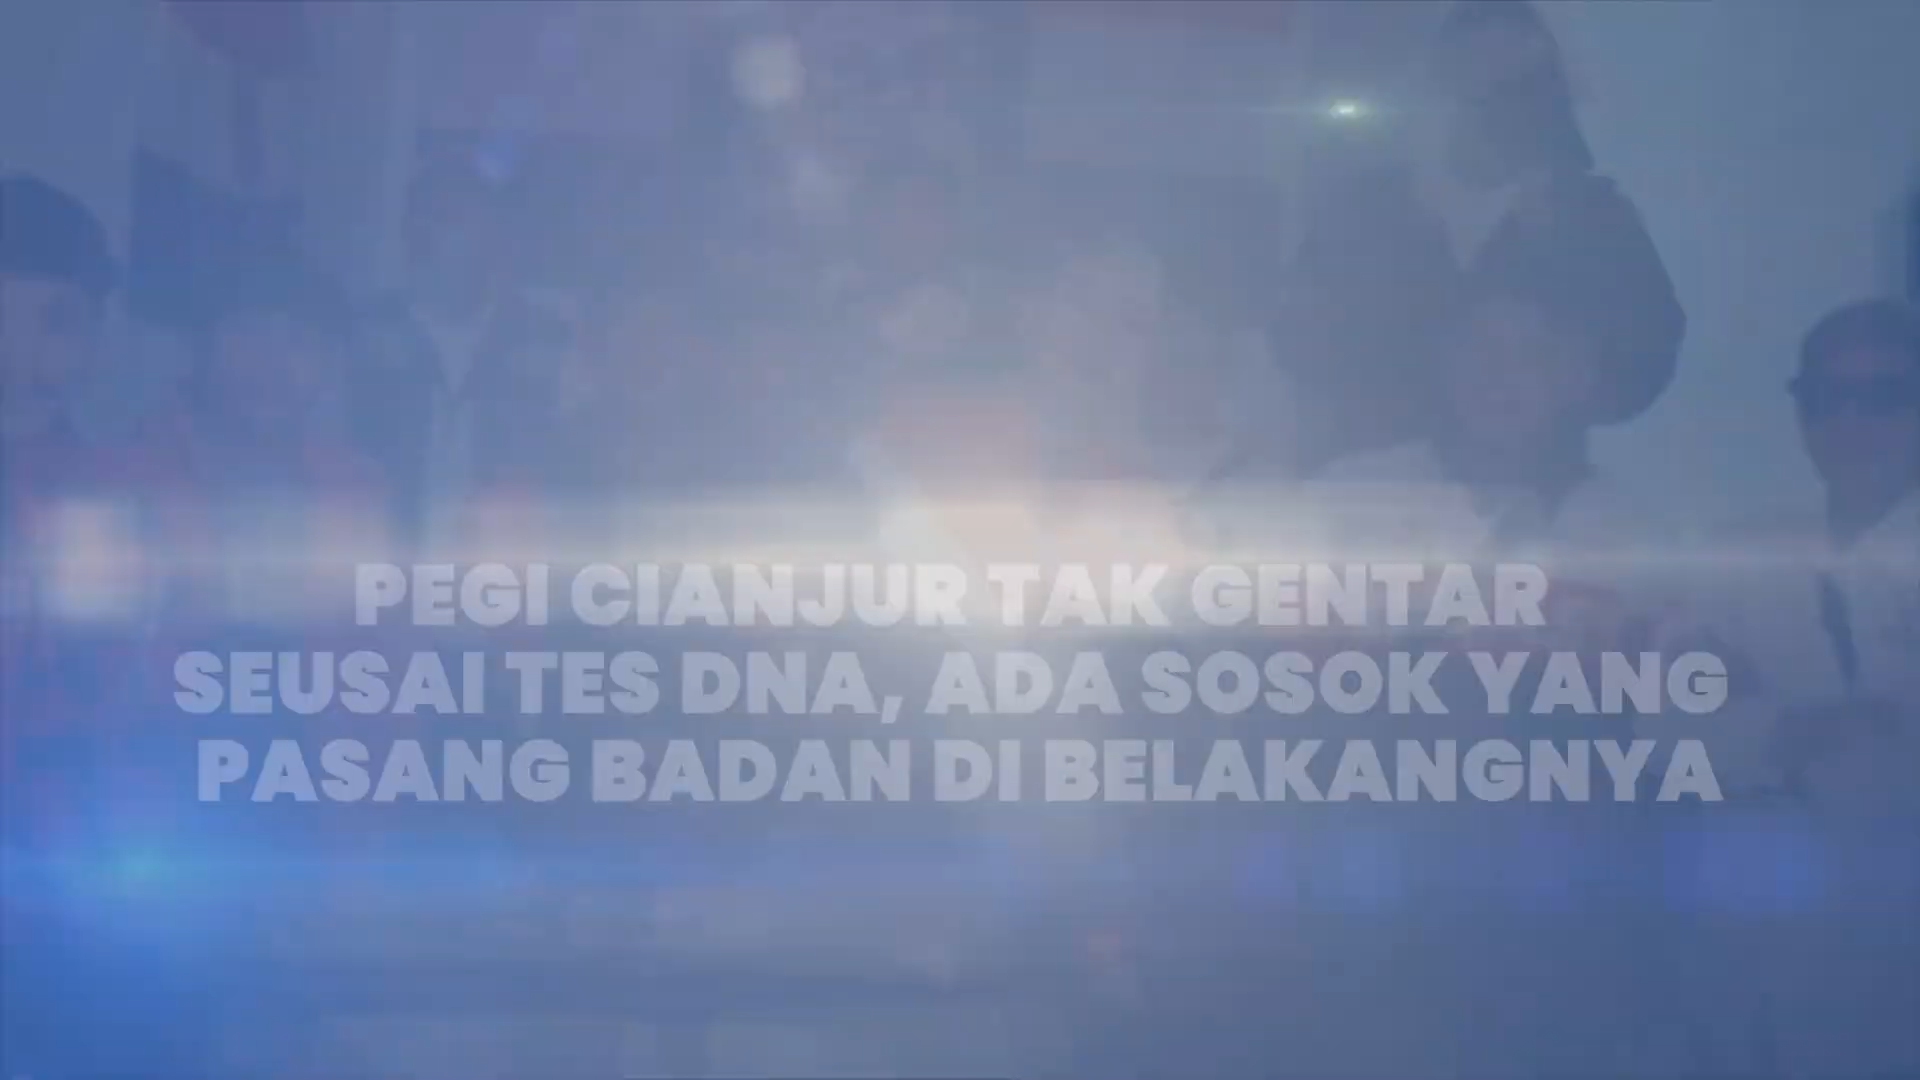 PEGI CIANJUR TAK GENTAR
SEUSAI TES DNA, ADA SOSOK YANG
PASANG BADAN DI BELAKANGNYA